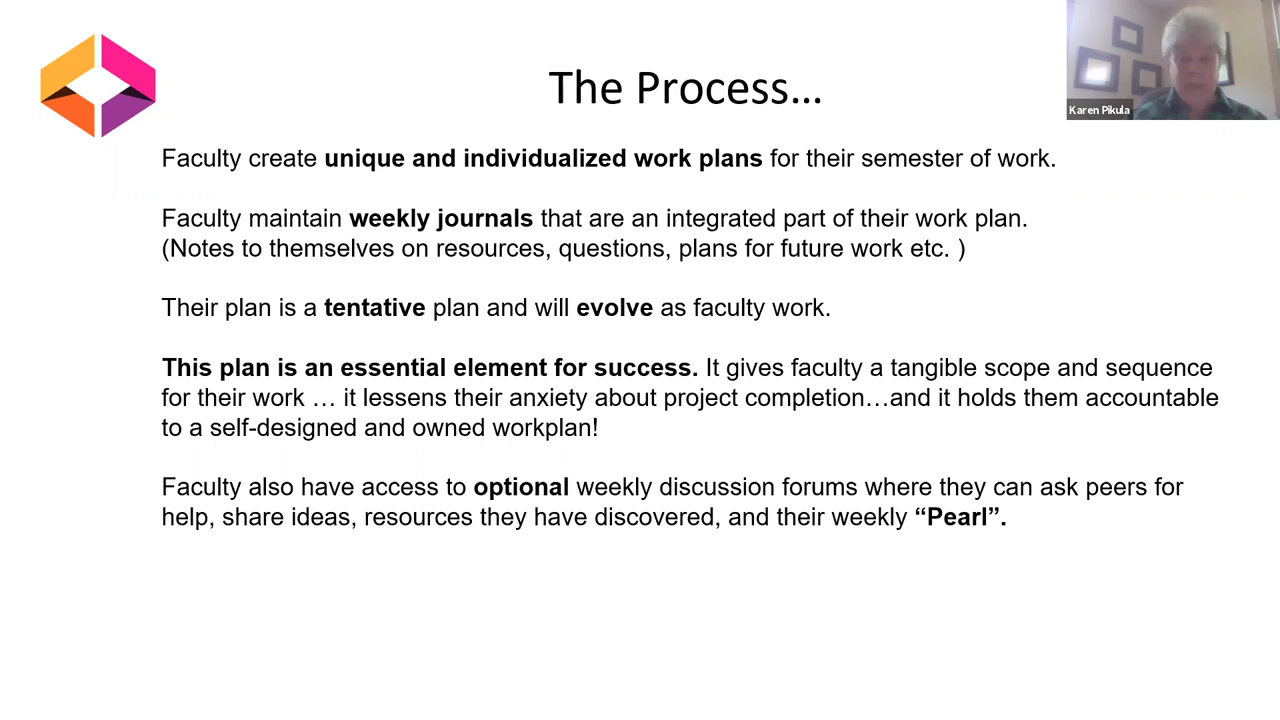 The Process...
Karen Pikula
Faculty create unique and individualized work plans for their semester of work.
Faculty maintain weekly journals that are an integrated part of their work plan.
(Notes to themselves on resources, questions, plans for future work etc. )
Their plan is a tentative plan and will evolve as faculty work.
This plan is an essential element for success. It gives faculty a tangible scope and sequence
for their work … it lessens their anxiety about project completion…and it holds them accountable
to a self-designed and owned workplan!
Faculty also have access to optional weekly discussion forums where they can ask peers for
help, share ideas, resources they have discovered, and their weekly “Pearl”.